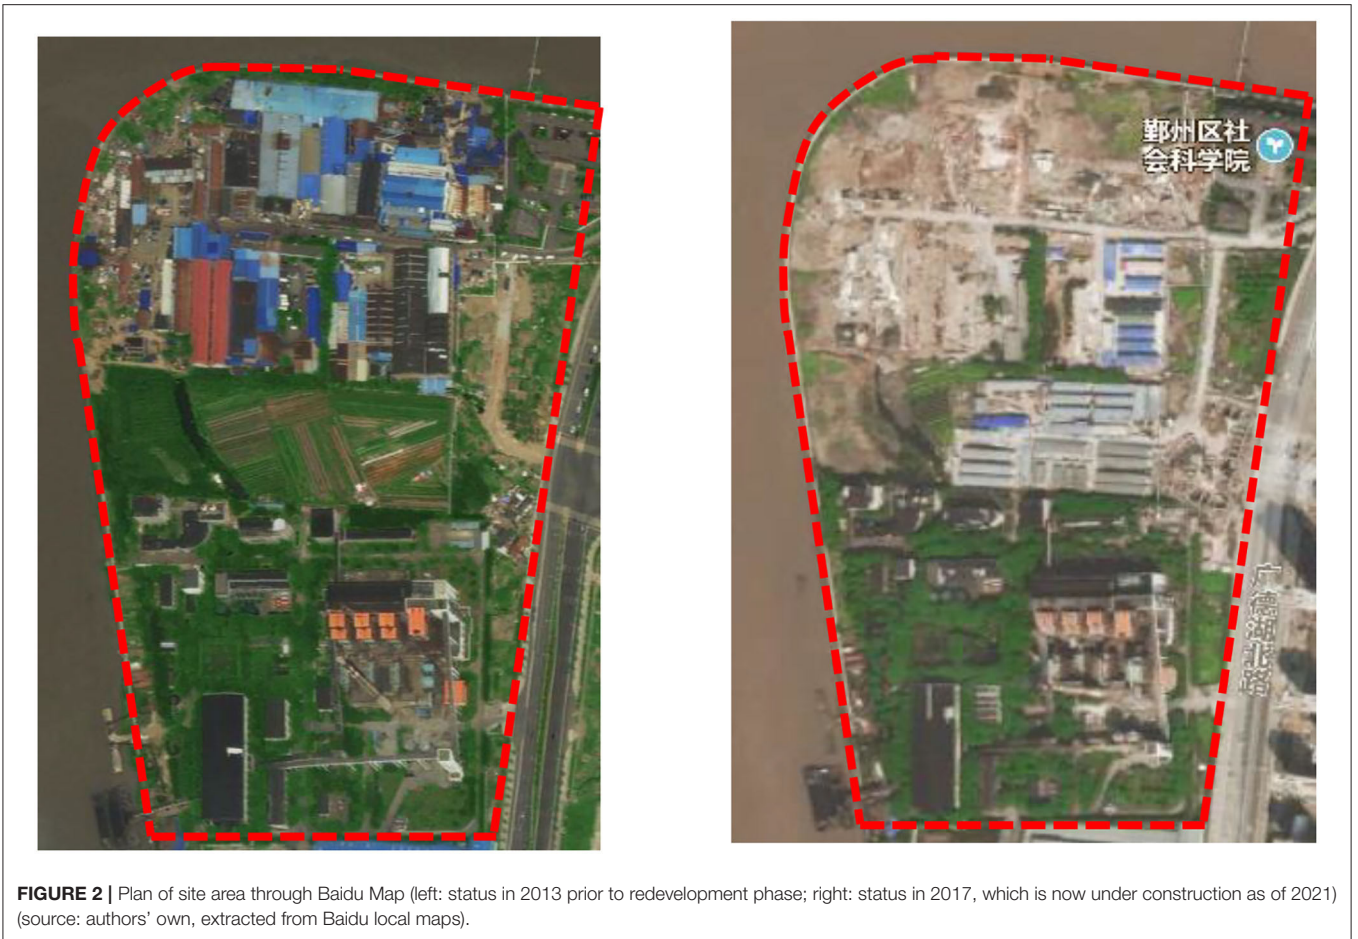 鄞州区社
会科学院
广德湖北路
FIGURE 2 | Plan of site area through Baidu Map (left: status in 2013 prior to redevelopment phase; right: status in 2017, which is now under construction as of 2021)
(source: authors' own, extracted from Baidu local maps).